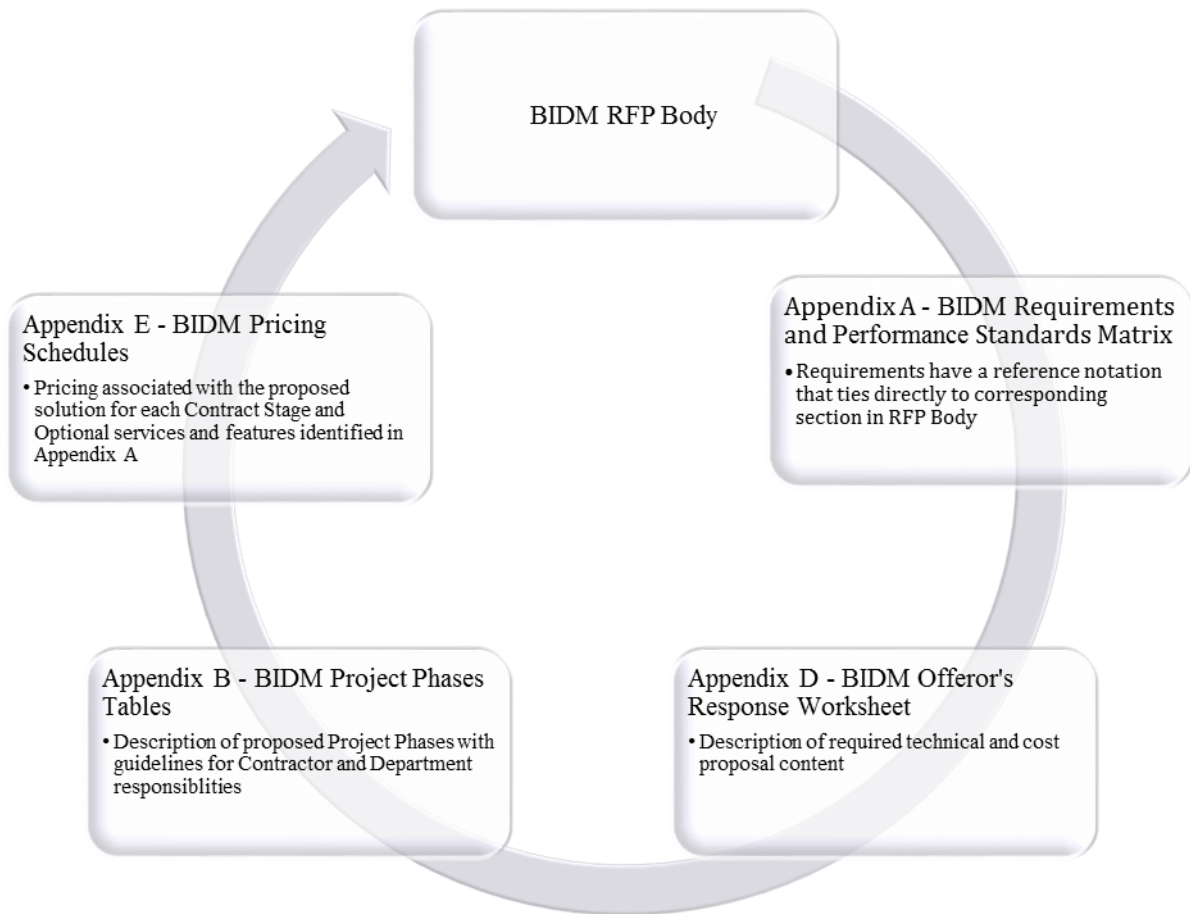 BIDM RFP Body
Appendix A - BIDM Requirements
and Performance Standards Matrix
• Requirements have a reference notation
that ties directly to corresponding
section in RFP Body
Appendix D - BIDM Offeror's
Response Worksheet
• Description of required technical and cost
proposal content
Appendix B - BIDM Project Phases
Tables
• Description of proposed Project Phases with
guidelines for Contractor and Department
responsiblities
Appendix E - BIDM Pricing
Schedules
• Pricing associated with the proposed
solution for each Contract Stage and
Optional services and features identified in
Appendix A